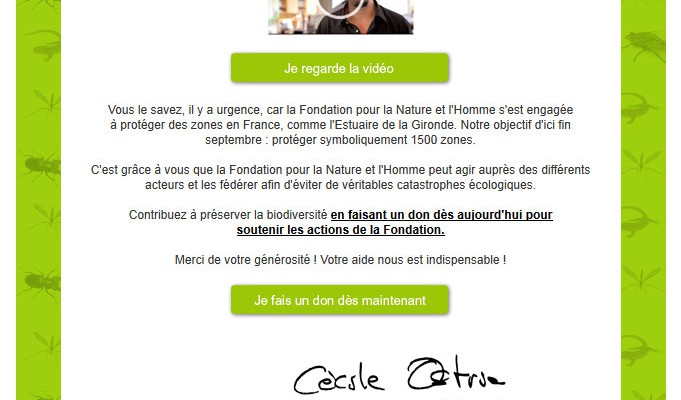 Je regarde la vidéo
Vous le savez, il y a urgence, car la Fondation pour la Nature et l'Homme s'est engagée
à protéger des zones en France, comme l'Estuaire de la Gironde. Notre objectif d'ici fin
septembre : protéger symboliquement 1500 zones.
C'est grâce à vous que la Fondation pour la Nature et l'Homme peut agir auprès des différents
acteurs et les fédérer afin d'éviter de véritables catastrophes écologiques.
Contribuez à préserver la biodiversité en faisant un don dès aujourd'hui pour
soutenir les actions de la Fondation.
Merci de votre générosité ! Votre aide nous est indispensable !
Je fais un don dès maintenant
Cécile